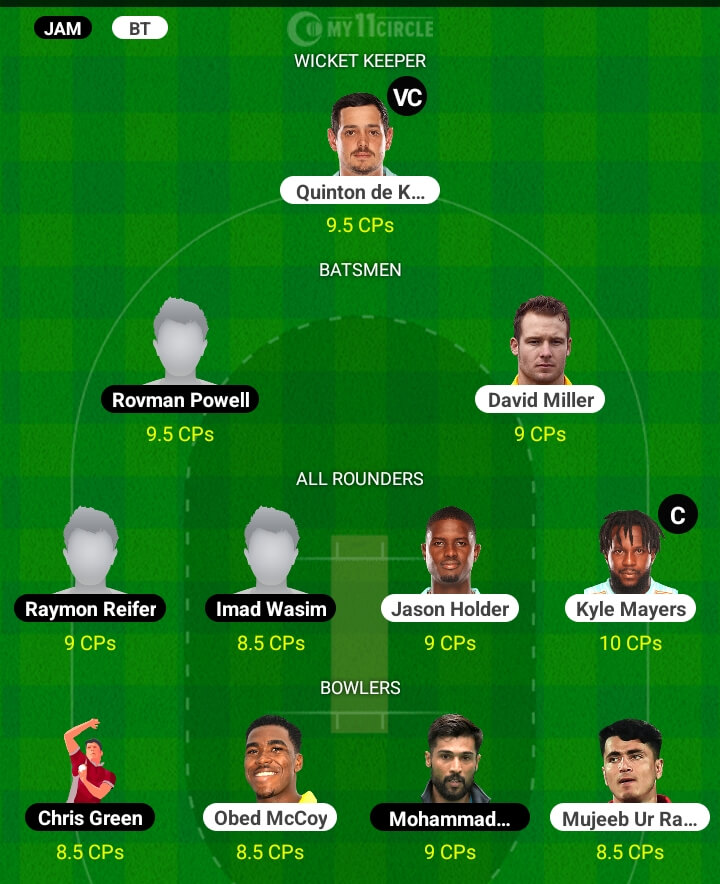 JAM BT MY11CIRCLE
WICKET KEEPER
VC
Quinton de K...
9.5 CPs
BATSMEN
Rovman Powell David Miller
9.5 CPs 9 CPs
ALL ROUNDERS
C
Raymon Reifer Imad Wasim Jason Holder Kyle Mayers
9 CPs 8.5 CPs 9 CPs 10 CPs
BOWLERS
Chris Green Obed McCoy Mohammad... Mujeeb Ur Ra...
8.5 CPs 8.5 CPs 9 CPs 8.5 CPs